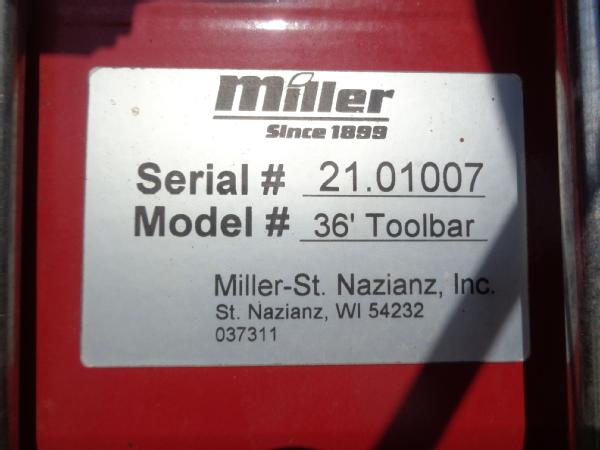 miller
Since 1899
Serial # 21.01007
Model # 36' Toolbar
Miller-St. Nazianz, Inc.
St. Nazianz, WI 54232
037311